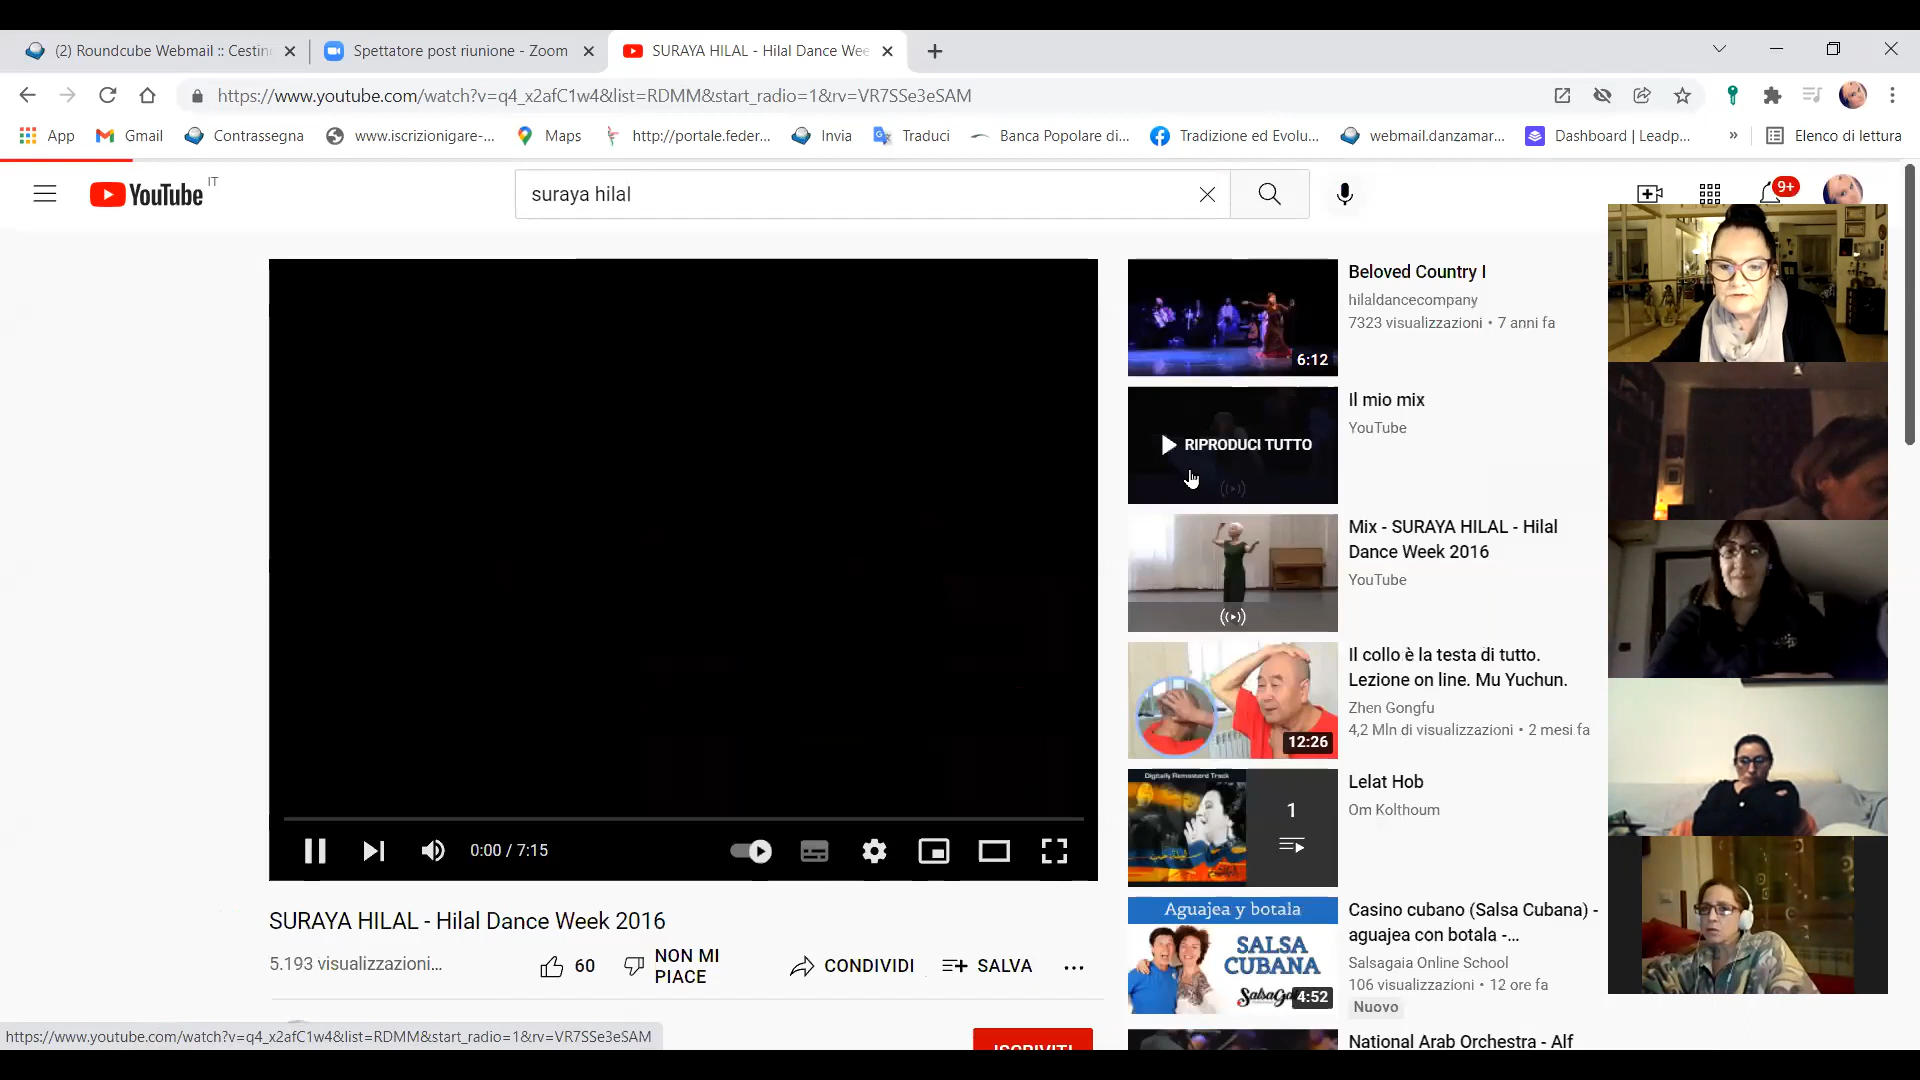 (2) Roundcube Webmail :: Cestin
Spettatore post riunione - Zoom
SURAYA HILAL - Hilal Dance Wee
https://www.youtube.com/watch?v=q4_x2afC1w4&list=RDMM&start_radio=1&rv=VR7SSe3eSAM
App
Gmail
Contrassegna
www.iscrizionigare-...
Maps
http://portale.feder...
Invia
Traduci
Banca Popolare di...
Tradizione ed Evolu...
webmail.danzamar...
Dashboard | Leadp...
»
Elenco di lettura
YouTube IT
suraya hilal
9+
Beloved Country I
hilaldancecompany
7323 visualizzazioni • 7 anni fa
6:12
Il mio mix
YouTube
RIPRODUCI TUTTO
Mix - SURAYA HILAL - Hilal
Dance Week 2016
YouTube
Il collo è la testa di tutto.
Lezione on line. Mu Yuchun.
Zhen Gongfu
4,2 Mln di visualizzazioni • 2 mesi fa
12:26
Digitally Remastered Track
1
Lelat Hob
Om Kolthoum
0:00 / 7:15
SURAYA HILAL - Hilal Dance Week 2016
5.193 visualizzazioni...
60
NON MI
PIACE
CONDIVIDI
SALVA
Aguajea y botala
SALSA
CUBANA
4:52
Casino cubano (Salsa Cubana) -
aguajea con botala -...
Salsagaia Online School
106 visualizzazioni • 12 ore fa
Nuovo
National Arab Orchestra - Alf
ISCRIVITI
https://www.youtube.com/watch?v=q4_x2afC1w4&list=RDMM&start_radio=1&rv=VR7SSe3eSAM